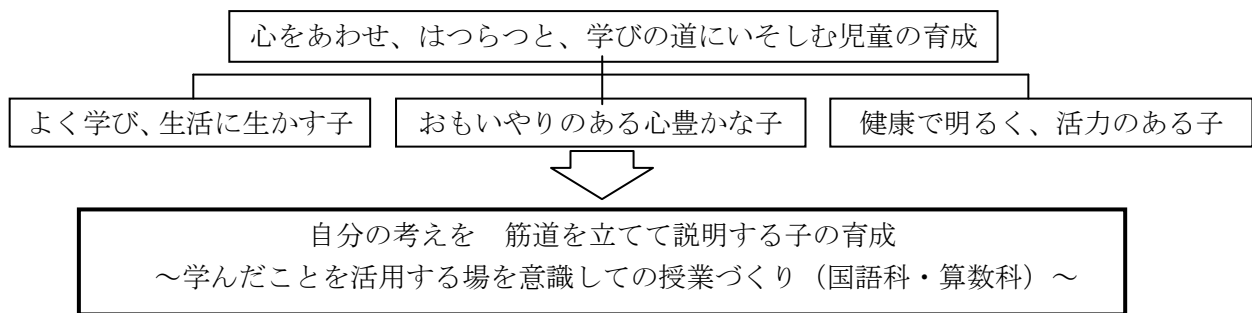 心をあわせ、はつらつと、学びの道にいそしむ児童の育成
よく学び、生活に生かす子
おもいやりのある心豊かな子
健康で明るく、活力のある子
自分の考えを　筋道を立てて説明する子の育成
～学んだことを活用する場を意識しての授業づくり（国語科・算数科）～